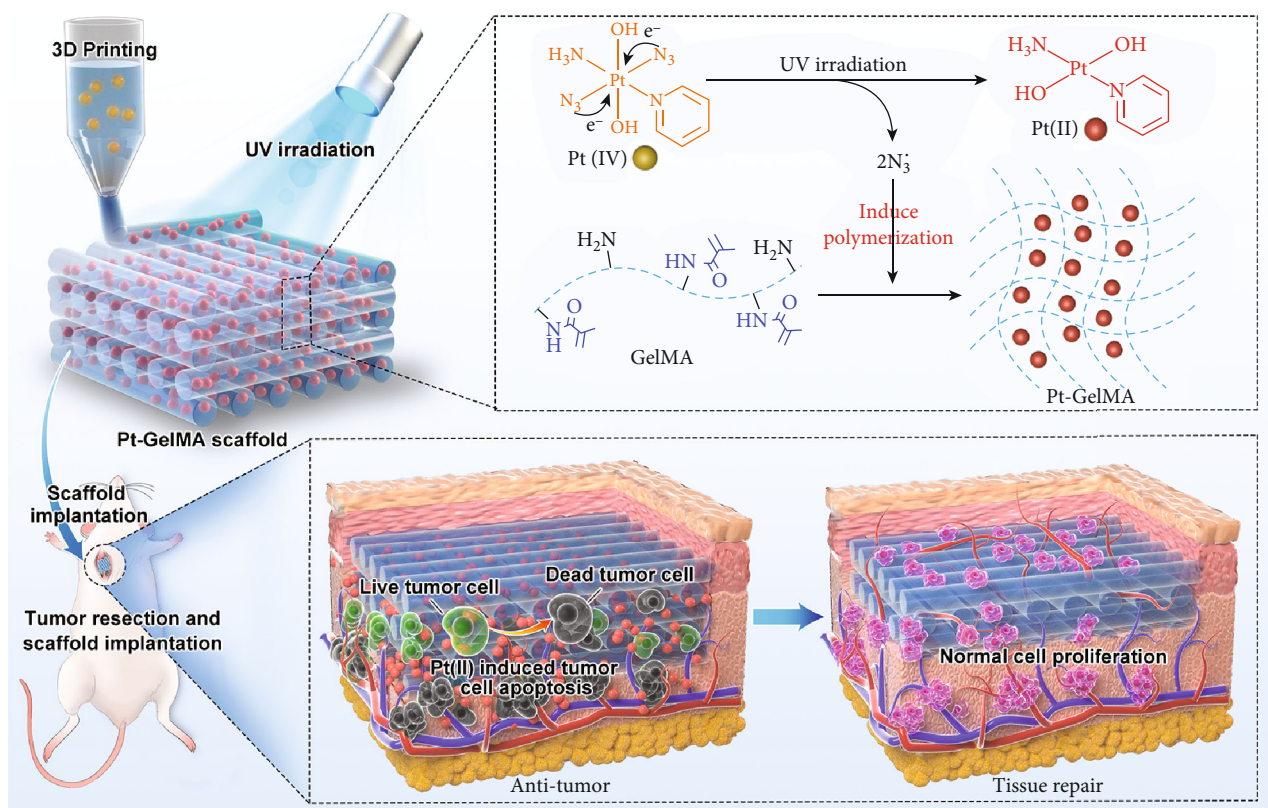 3D Printing
UV irradiation
Pt-GelMA scaffold
OH
e⁻
H₃N
N₃
Pt
N₃
N
e⁻
OH
Pt (IV)
UV irradiation
H₃N
OH
Pt
HO
N
Pt(II)
2N₃˙
Induce
polymerization
H₂N
HN
O
H₂N
O
N
H
O
HN
O
GelMA
Pt-GelMA
Scaffold
implantation
Tumor resection and
scaffold implantation
Live tumor cell
Dead tumor cell
Pt(II) induced tumor
cell apoptosis
Anti-tumor
Normal cell proliferation
Tissue repair